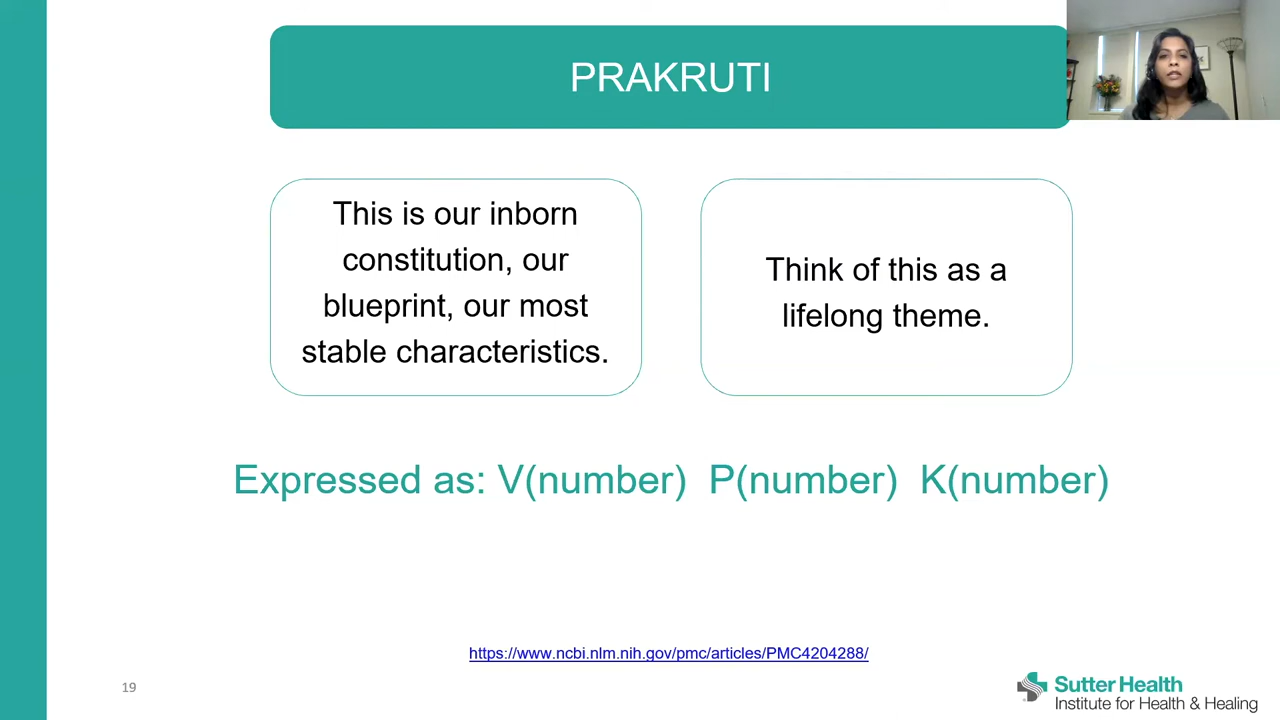 PRAKRUTI
This is our inborn
constitution, our
blueprint, our most
stable characteristics.
Think of this as a
lifelong theme.
Expressed as: V(number) P(number) K(number)
https://www.ncbi.nlm.nih.gov/pmc/articles/PMC4204288/
19
Sutter Health
Institute for Health & Healing